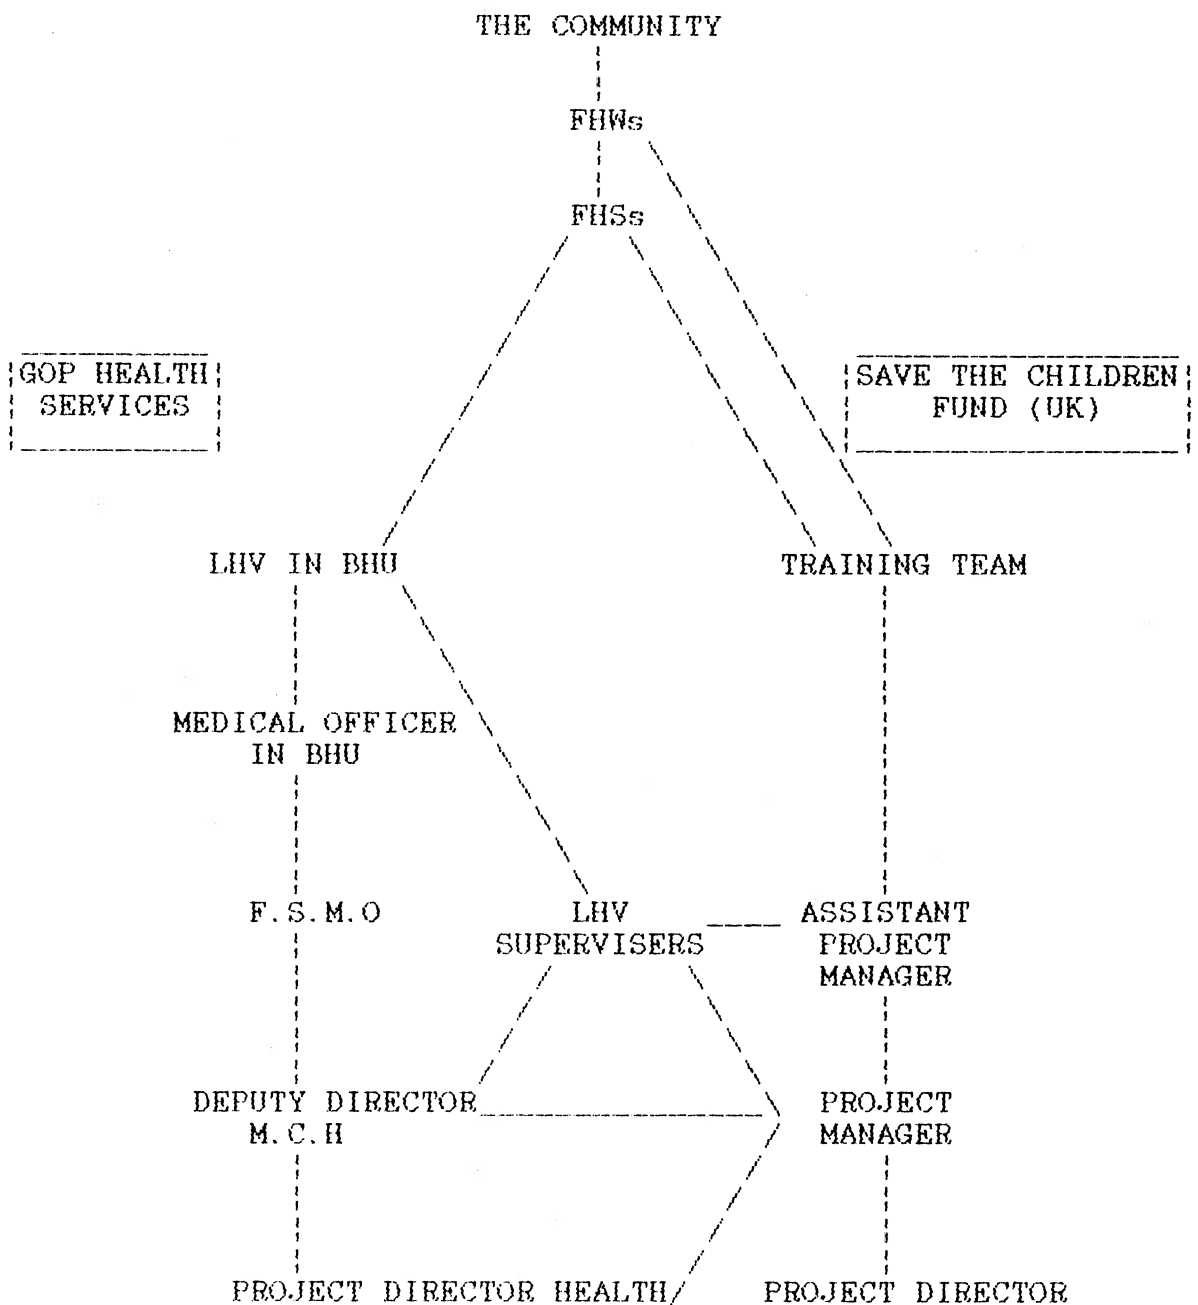 THE COMMUNITY
FHWs
FHSs
GOP HEALTH
SERVICES
SAVE THE CHILDREN
FUND (UK)
LHV IN BHU
TRAINING TEAM
MEDICAL OFFICER
IN BHU
F.S.M.O
LHV
SUPERVISERS
ASSISTANT
PROJECT
MANAGER
DEPUTY DIRECTOR
M.C.H
PROJECT
MANAGER
PROJECT DIRECTOR HEALTH
PROJECT DIRECTOR